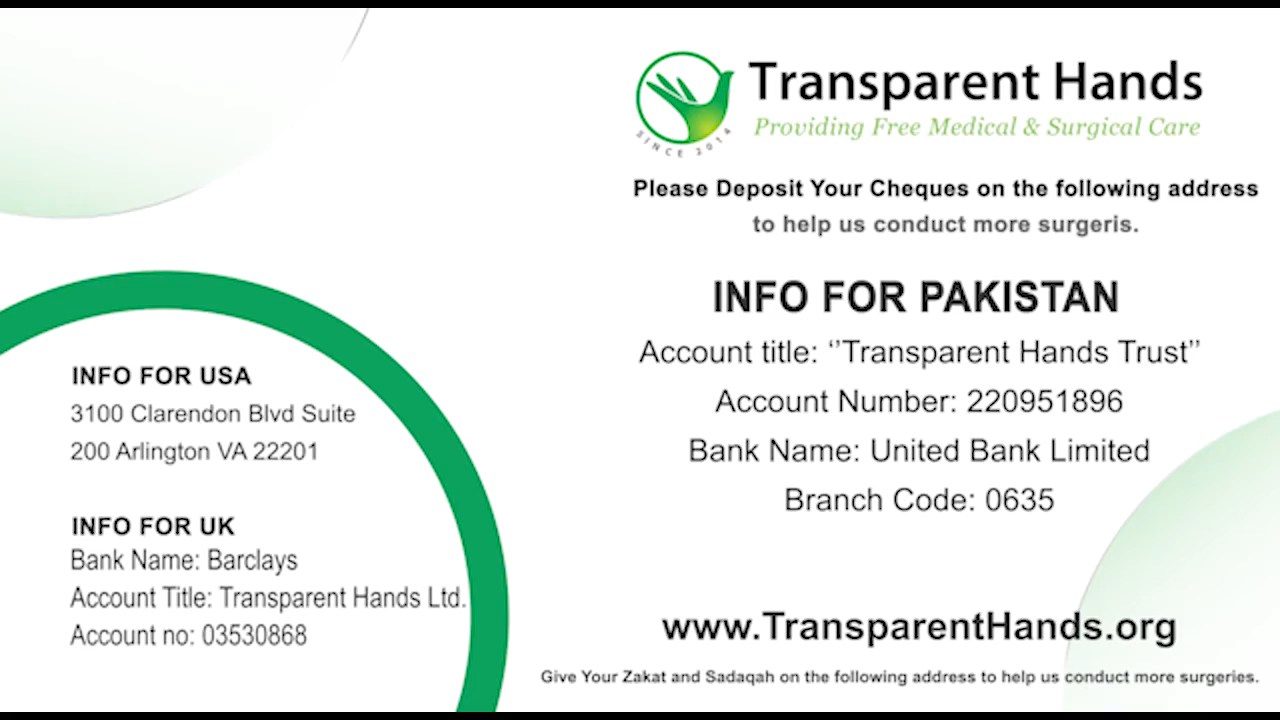 Transparent Hands
Providing Free Medical & Surgical Care
SINCE 2014
Please Deposit Your Cheques on the following address
to help us conduct more surgeris.
INFO FOR PAKISTAN
Account title: ‘’Transparent Hands Trust’’
Account Number: 220951896
Bank Name: United Bank Limited
Branch Code: 0635
INFO FOR USA
3100 Clarendon Blvd Suite
200 Arlington VA 22201
INFO FOR UK
Bank Name: Barclays
Account Title: Transparent Hands Ltd.
Account no: 03530868
www.TransparentHands.org
Give Your Zakat and Sadaqah on the following address to help us conduct more surgeries.